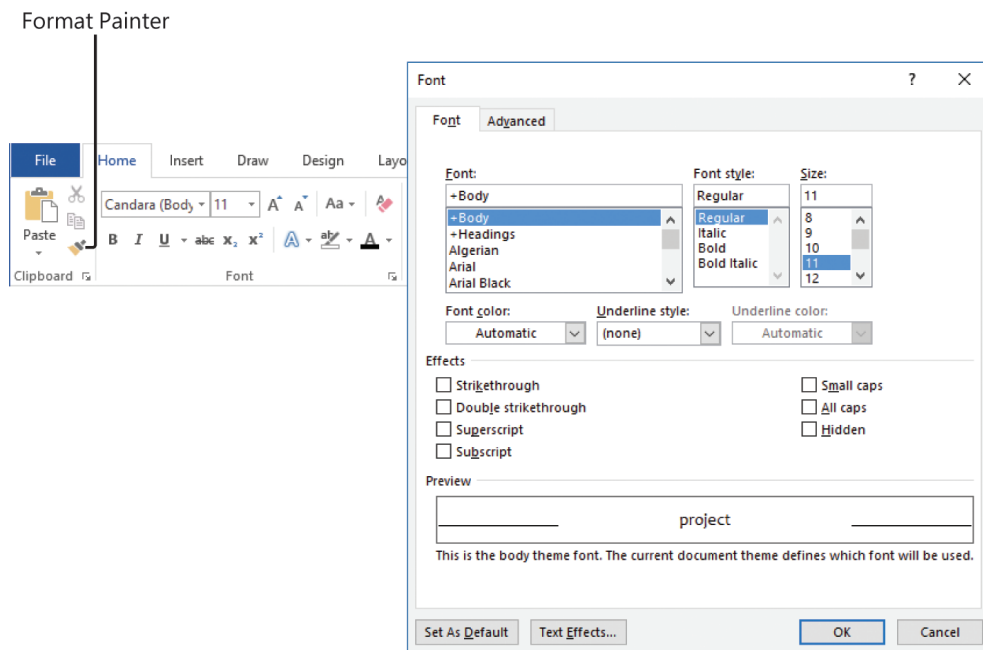 Format Painter
File Home Insert Draw Design Layo
Candara (Body 11 A A Aa A
Paste B I U abc X₂ X² A ab A
Clipboard Font
Font ?
Font Advanced
Font: Font style: Size:
+Body Regular 11
+Body Regular 8
+Headings Italic 9
Algerian Bold 10
Arial Bold Italic 11
Arial Black 12
Font color: Underline style: Underline color:
Automatic (none) Automatic
Effects
Strikethrough Small caps
Double strikethrough All caps
Superscript Hidden
Subscript
Preview
project
This is the body theme font. The current document theme defines which font will be used.
Set As Default Text Effects... OK Cancel